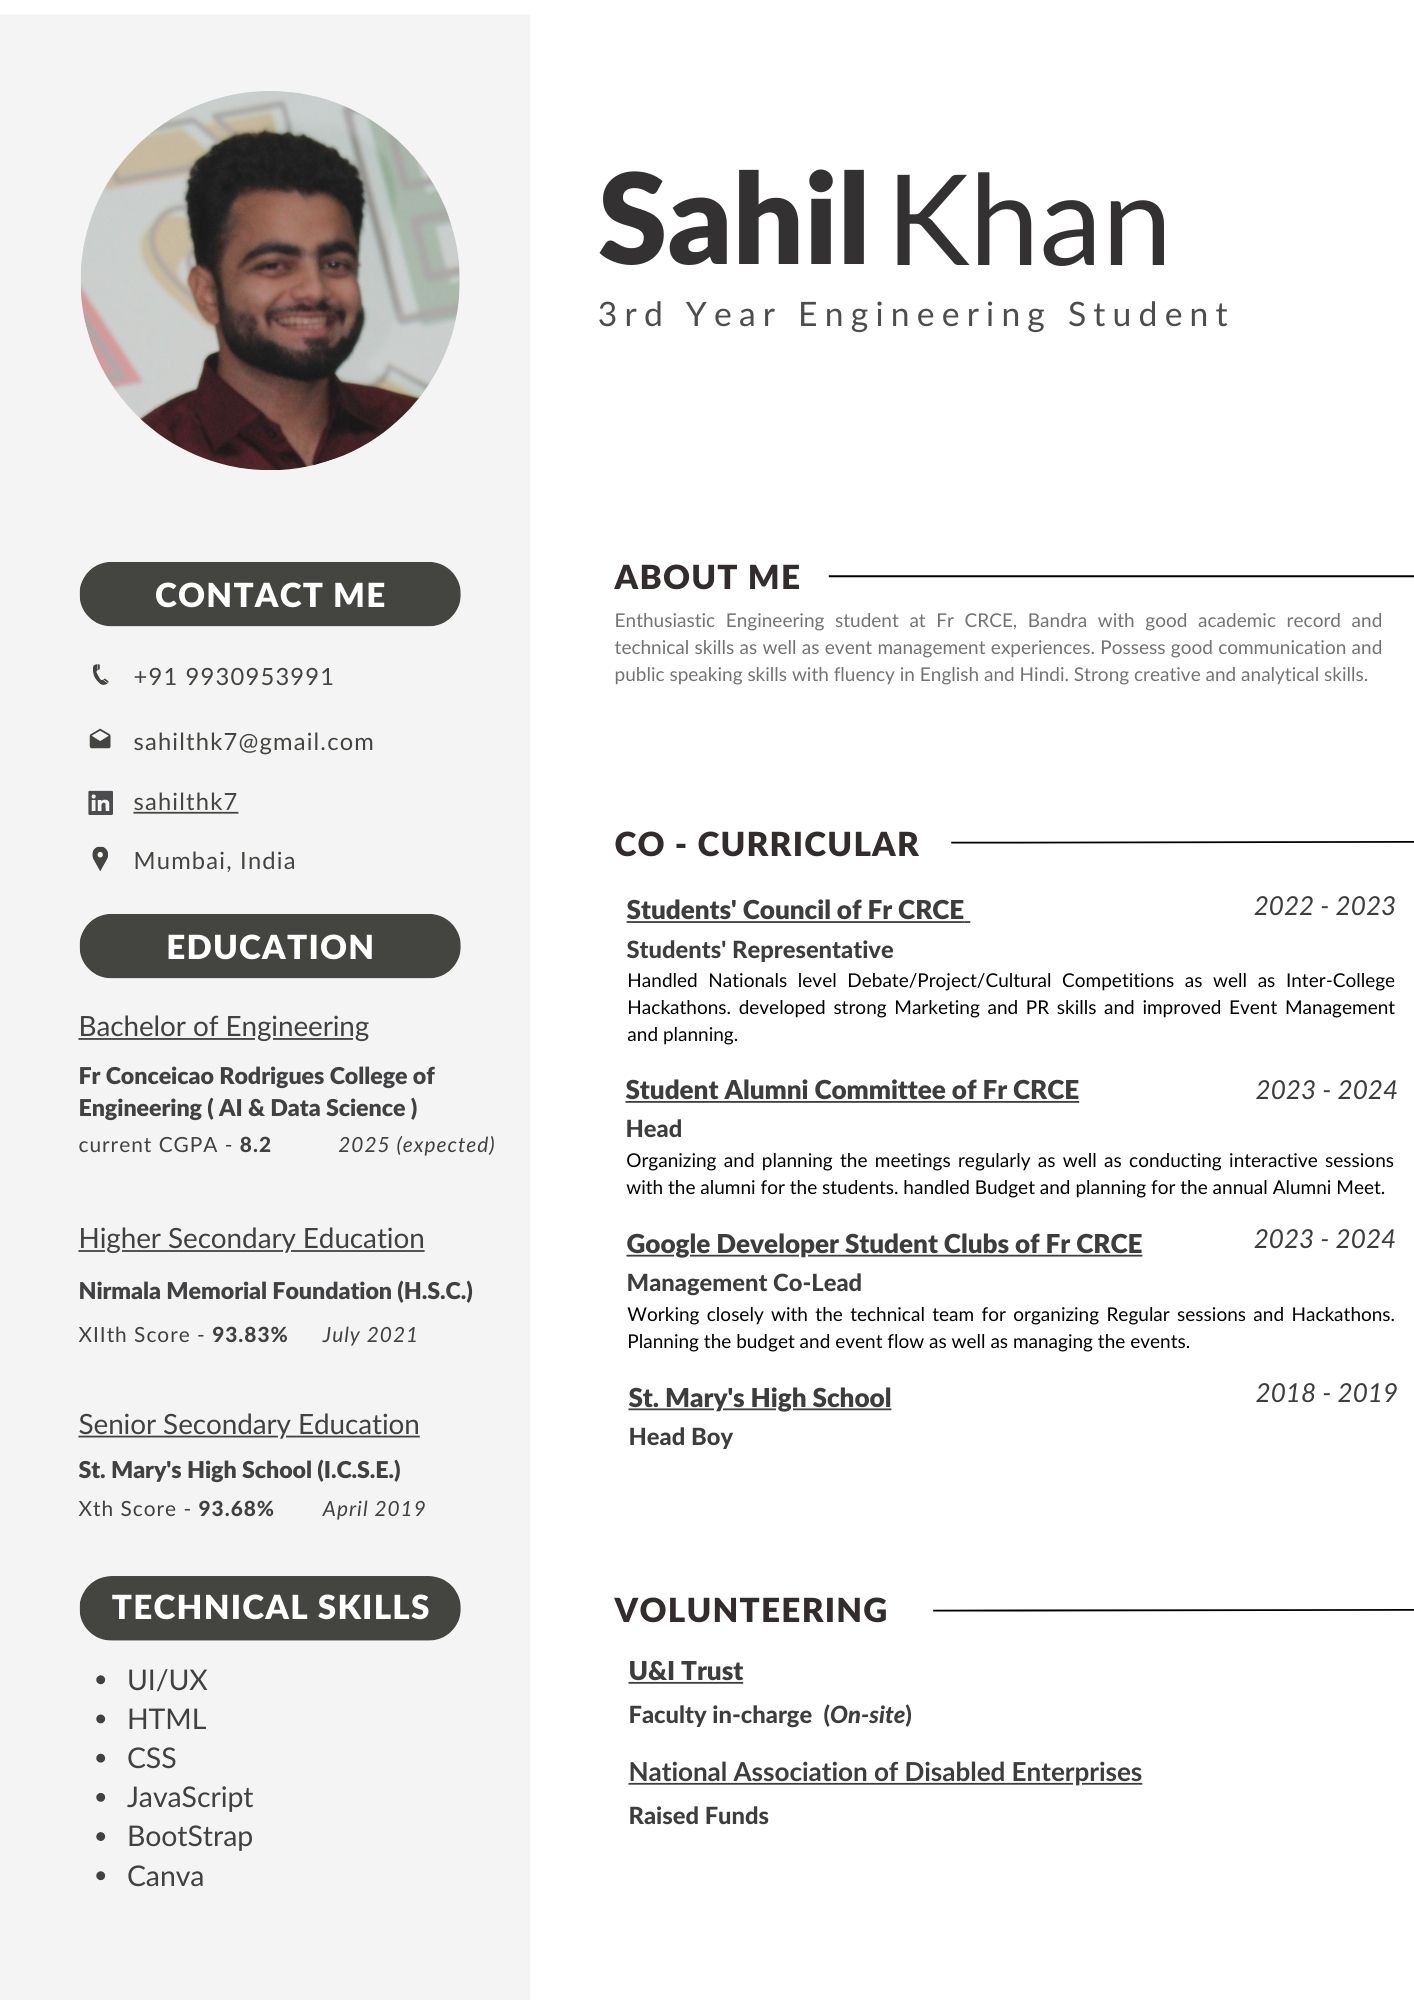 Sahil Khan
3rd Year Engineering Student
CONTACT ME
+91 9930953991
sahilthk7@gmail.com
sahilthk7
Mumbai, India
EDUCATION
Bachelor of Engineering
Fr Conceicao Rodrigues College of
Engineering ( AI & Data Science )
current CGPA - 8.2 2025 (expected)
Higher Secondary Education
Nirmala Memorial Foundation (H.S.C.)
XIIth Score - 93.83% July 2021
Senior Secondary Education
St. Mary's High School (I.C.S.E.)
Xth Score - 93.68% April 2019
TECHNICAL SKILLS
• UI/UX
• HTML
• CSS
• JavaScript
• BootStrap
• Canva
ABOUT ME
Enthusiastic Engineering student at Fr CRCE, Bandra with good academic record and
technical skills as well as event management experiences. Possess good communication and
public speaking skills with fluency in English and Hindi. Strong creative and analytical skills.
CO - CURRICULAR
Students' Council of Fr CRCE 2022 - 2023
Students' Representative
Handled Nationals level Debate/Project/Cultural Competitions as well as Inter-College
Hackathons. developed strong Marketing and PR skills and improved Event Management
and planning.
Student Alumni Committee of Fr CRCE 2023 - 2024
Head
Organizing and planning the meetings regularly as well as conducting interactive sessions
with the alumni for the students. handled Budget and planning for the annual Alumni Meet.
Google Developer Student Clubs of Fr CRCE 2023 - 2024
Management Co-Lead
Working closely with the technical team for organizing Regular sessions and Hackathons.
Planning the budget and event flow as well as managing the events.
St. Mary's High School 2018 - 2019
Head Boy
VOLUNTEERING
U&I Trust
Faculty in-charge (On-site)
National Association of Disabled Enterprises
Raised Funds